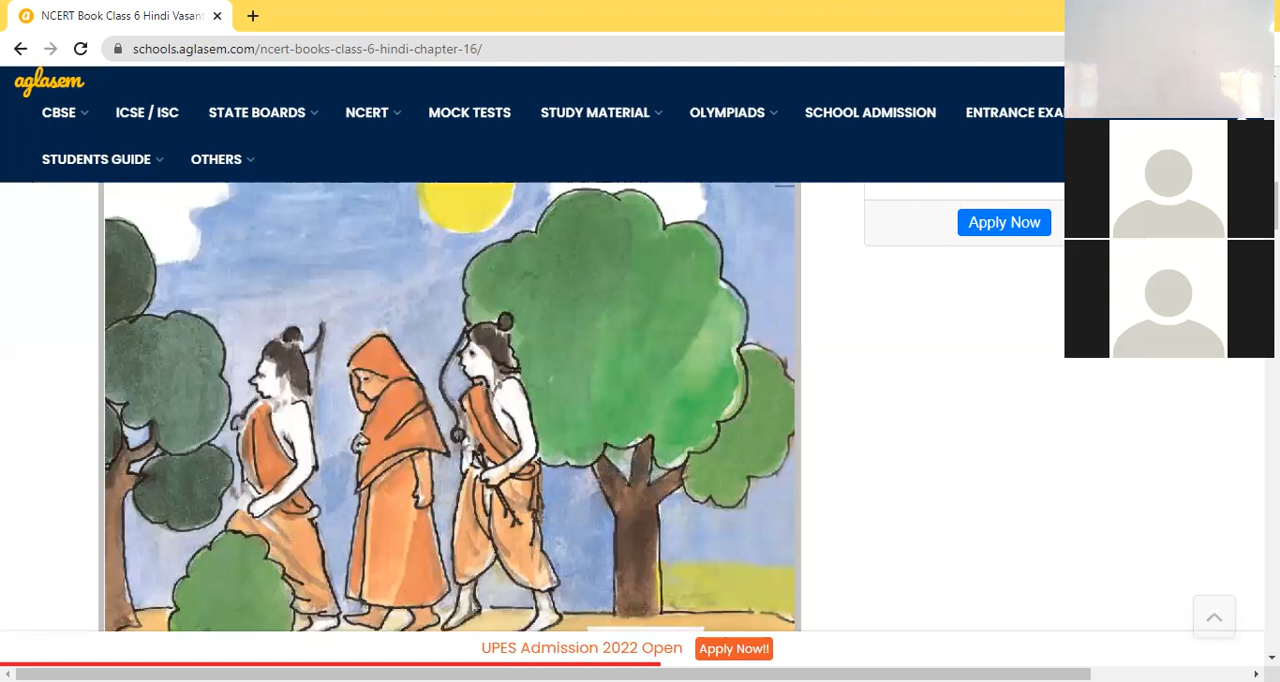 NCERT Book Class 6 Hindi Vasant
schools.aglasem.com/ncert-books-class-6-hindi-chapter-16/
aglasem
CBSE ICSE / ISC STATE BOARDS NCERT MOCK TESTS STUDY MATERIAL OLYMPIADS SCHOOL ADMISSION ENTRANCE EXA
STUDENTS GUIDE OTHERS
Apply Now
UPES Admission 2022 Open Apply Now!!